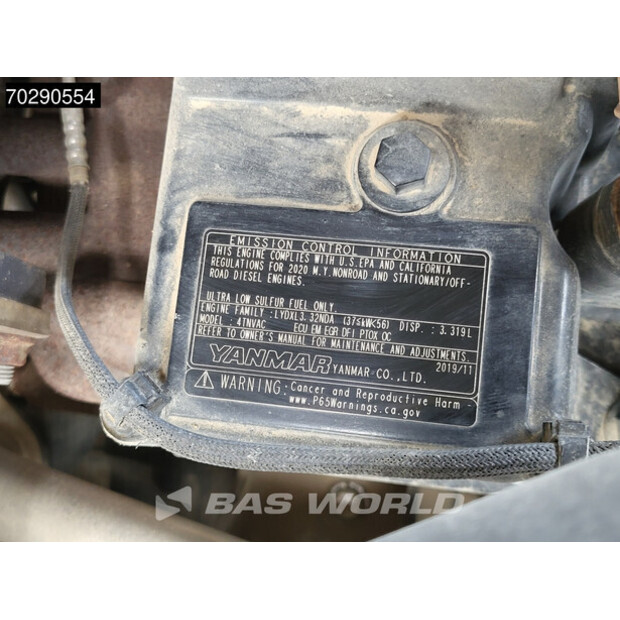 70290554
EMISSION CONTROL INFORMATION
THIS ENGINE COMPLIES WITH U.S.EPA AND CALIFORNIA
REGULATIONS FOR 2020 M.Y.NONROAD AND STATIONARY/OFF-
ROAD DIESEL ENGINES.
ULTRA LOW SULFUR FUEL ONLY.
ENGINE FAMILY :LYDXL3.32NDA (37≤kW<56) DISP. : 3.319L
MODEL : 4TNVAC ECU EM EGR DFI PTOX OC
REFER TO OWNER'S MANUAL FOR MAINTENANCE AND ADJUSTMENTS.
YANMAR YANMAR CO.,LTD. 2019/11
WARNING:Cancer and Reproductive Harm -
www.P65Warnings.ca.gov
BAS WORLD